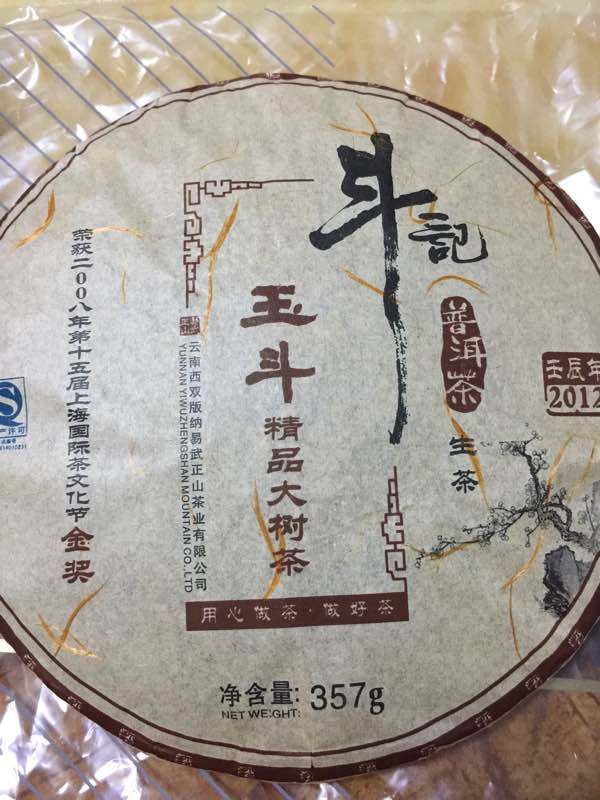 斗記
普洱茶
生茶
壬辰年
2012
玉斗
精品大树茶
云南西双版纳易武正山茶业有限公司
YUNNAN YIWUZHENGSHAN MOUNTAIN CO.,LTD
荣获二00八年第十五届上海国际茶文化节金奖
用心做茶·做好茶
净含量: 357g
NET WEIGHT: